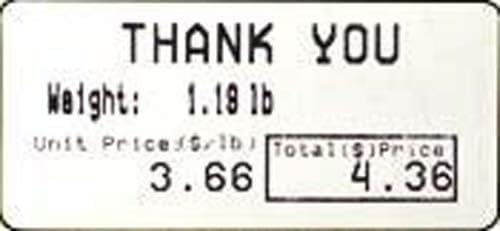 THANK YOU
Weight: 1.19 lb
Unit Price($/lb) Total($)Price
3.66 4.36